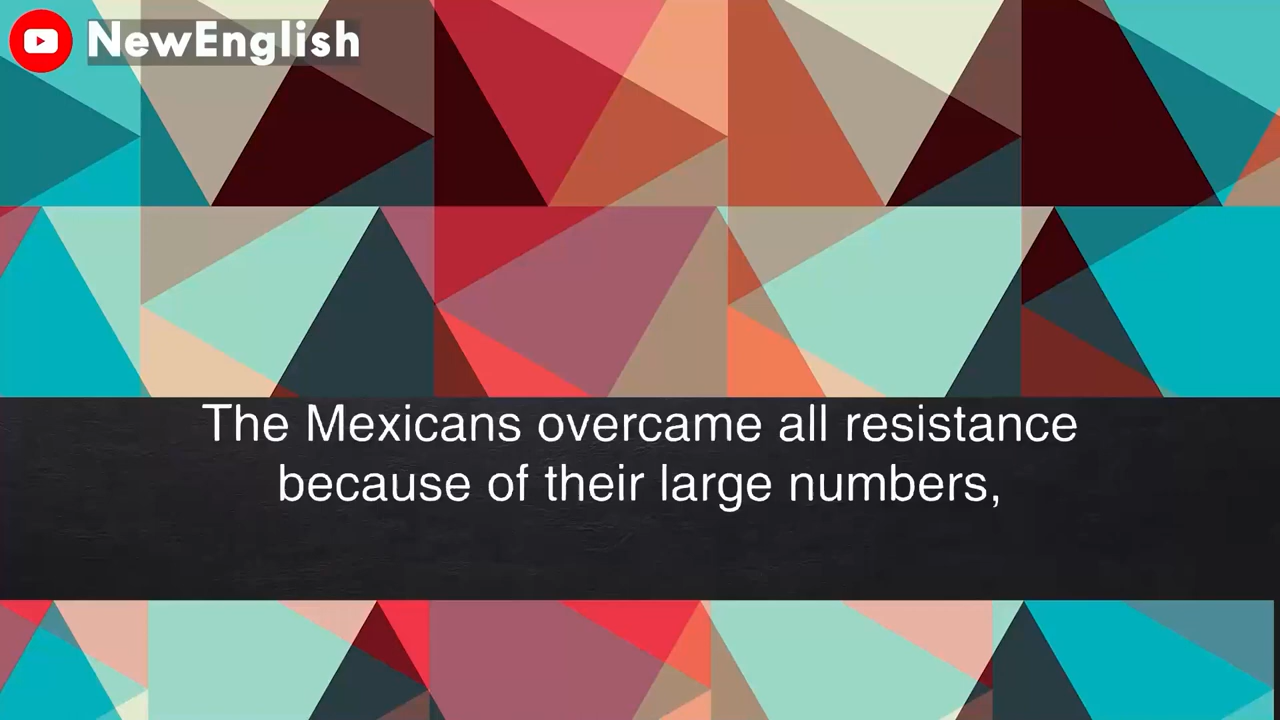 NewEnglish
The Mexicans overcame all resistance
because of their large numbers,